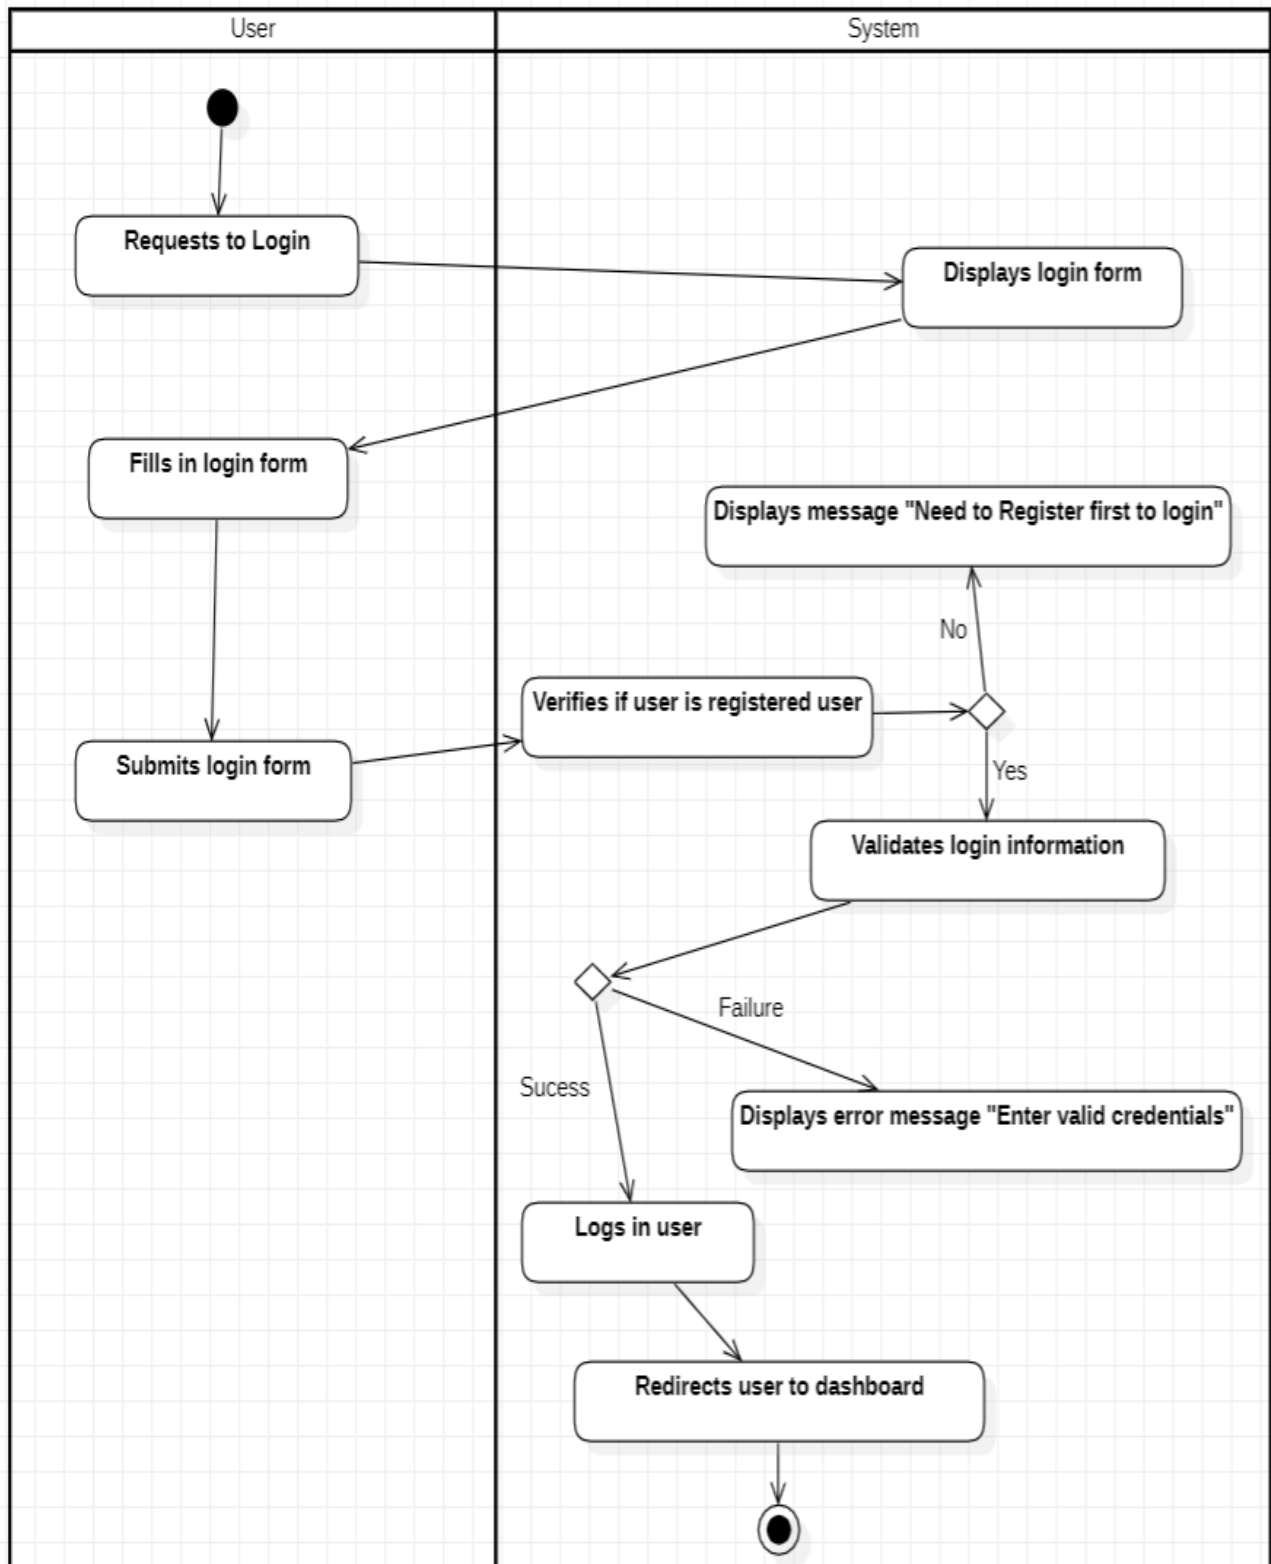 User
System
Requests to Login
Displays login form
Fills in login form
Displays message "Need to Register first to login"
No
Verifies if user is registered user
Submits login form
Yes
Validates login information
Failure
Sucess
Displays error message "Enter valid credentials"
Logs in user
Redirects user to dashboard